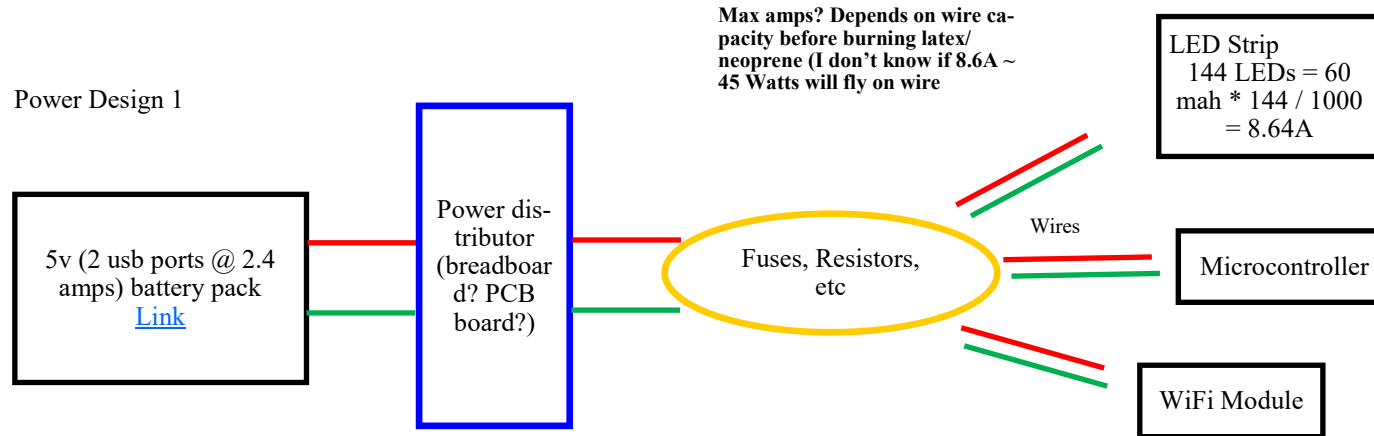 Max amps? Depends on wire ca-
pacity before burning latex/
neoprene (I don’t know if 8.6A ~
45 Watts will fly on wire
Power Design 1
LED Strip
144 LEDs = 60
mah * 144 / 1000
= 8.64A
5v (2 usb ports @ 2.4
amps) battery pack
Link
Power dis-
tributor
(breadboar
d? PCB
board?)
Fuses, Resistors,
etc
Wires
Microcontroller
WiFi Module